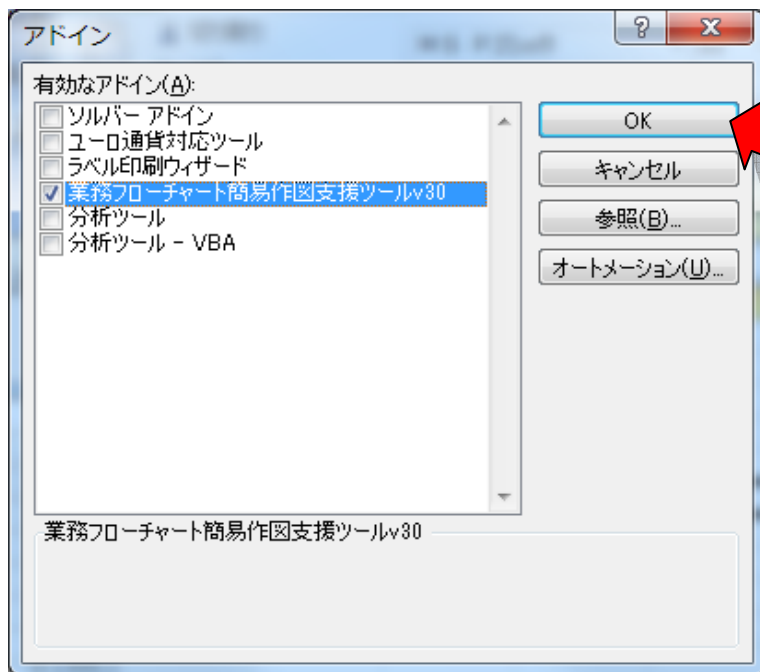 アドイン
有効なアドイン(A):
ソルバー アドイン
ユーロ通貨対応ツール
ラベル印刷ウィザード
業務フローチャート簡易作図支援ツールv30
分析ツール
分析ツール - VBA
OK
キャンセル
参照(B)...
オートメーション(U)...
業務フローチャート簡易作図支援ツールv30